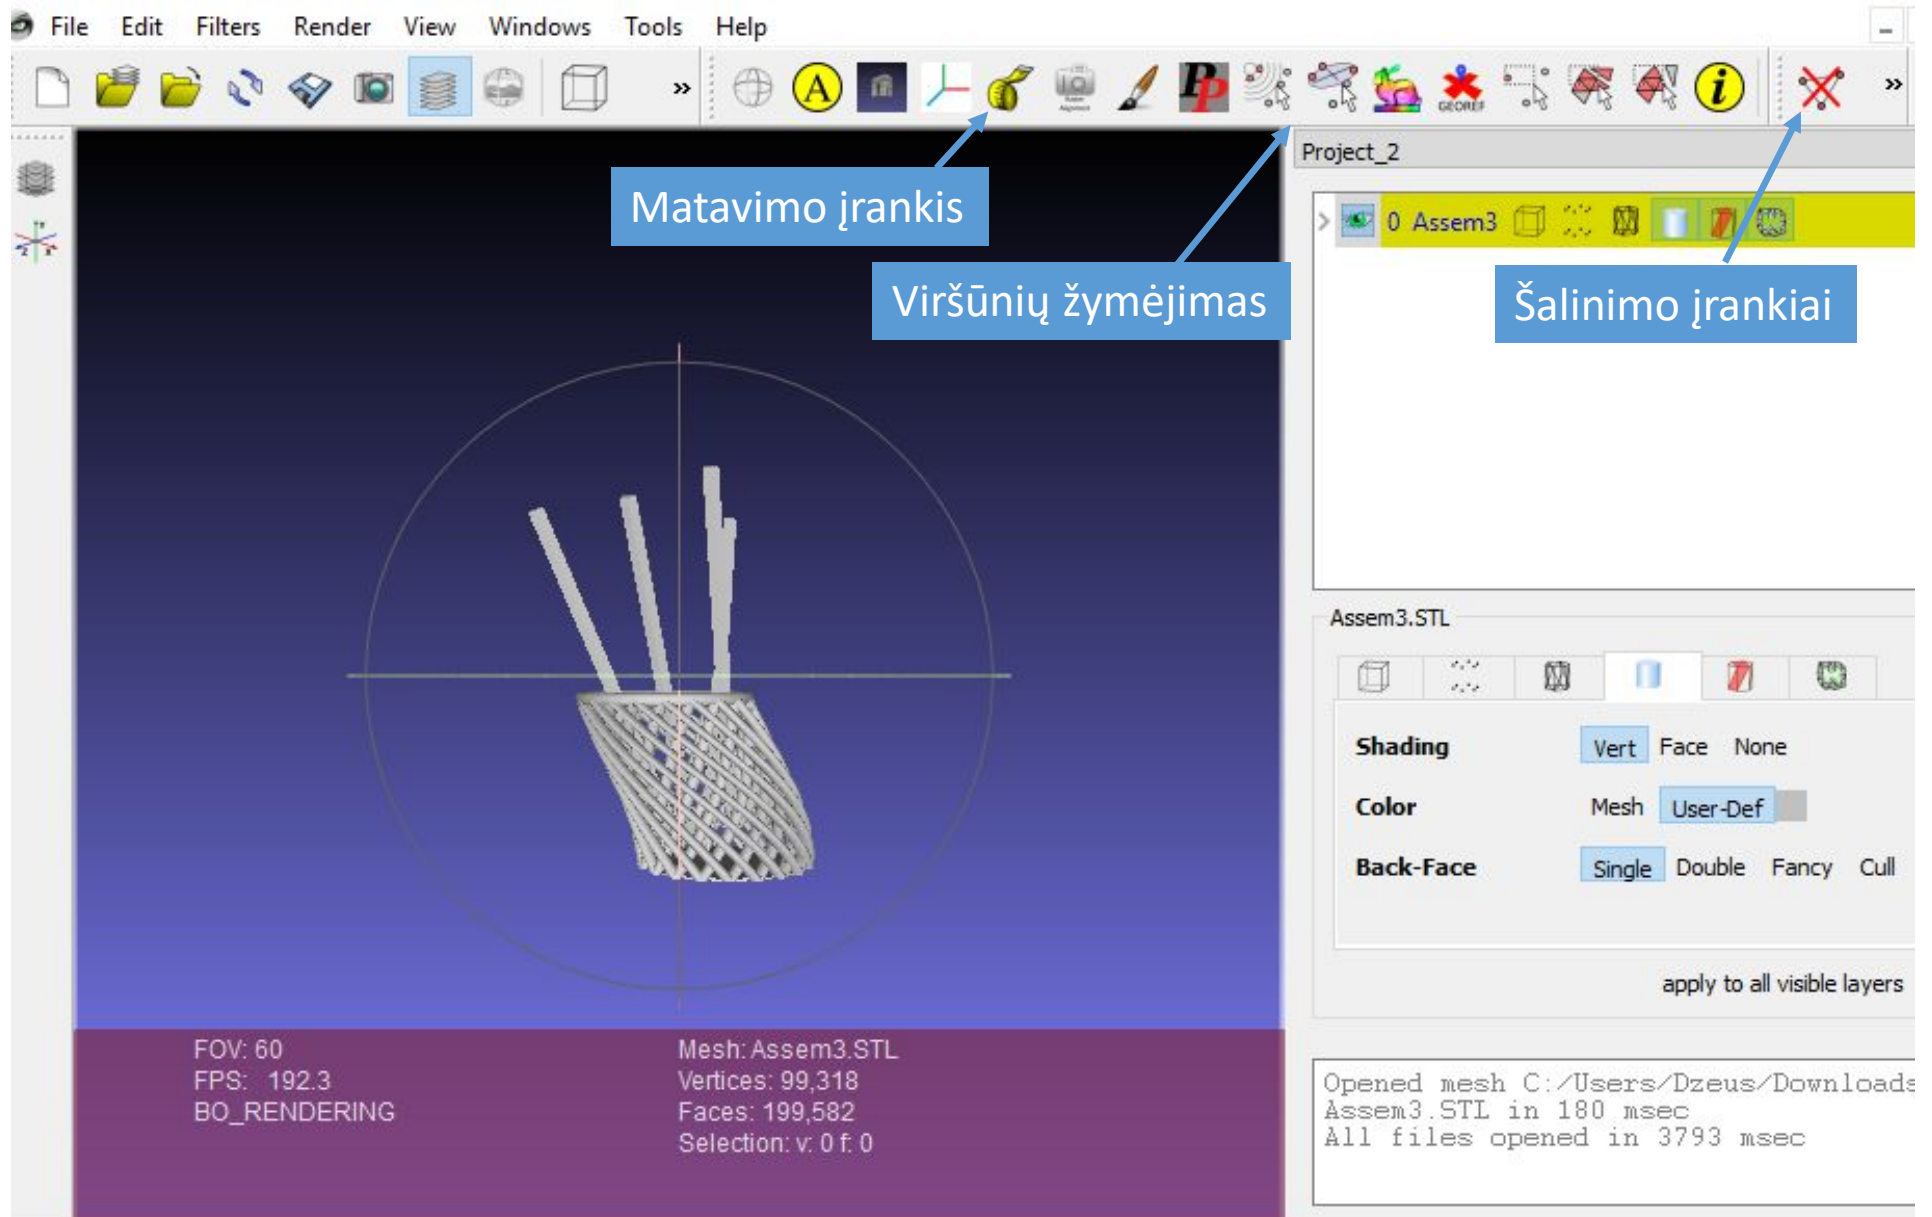 File Edit Filters Render View Windows Tools Help
A
PP
GEOREF
i
Project_2
Matavimo įrankis
0 Assem3
Viršūnių žymėjimas
Šalinimo įrankiai
Assem3.STL
Shading Vert Face None
Color Mesh User-Def
Back-Face Single Double Fancy Cull
apply to all visible layers
FOV: 60
FPS: 192.3
BO_RENDERING
Mesh: Assem3.STL
Vertices: 99,318
Faces: 199,582
Selection: v: 0 f: 0
Opened mesh C:/Users/Dzeus/Downloads
Assem3.STL in 180 msec
All files opened in 3793 msec